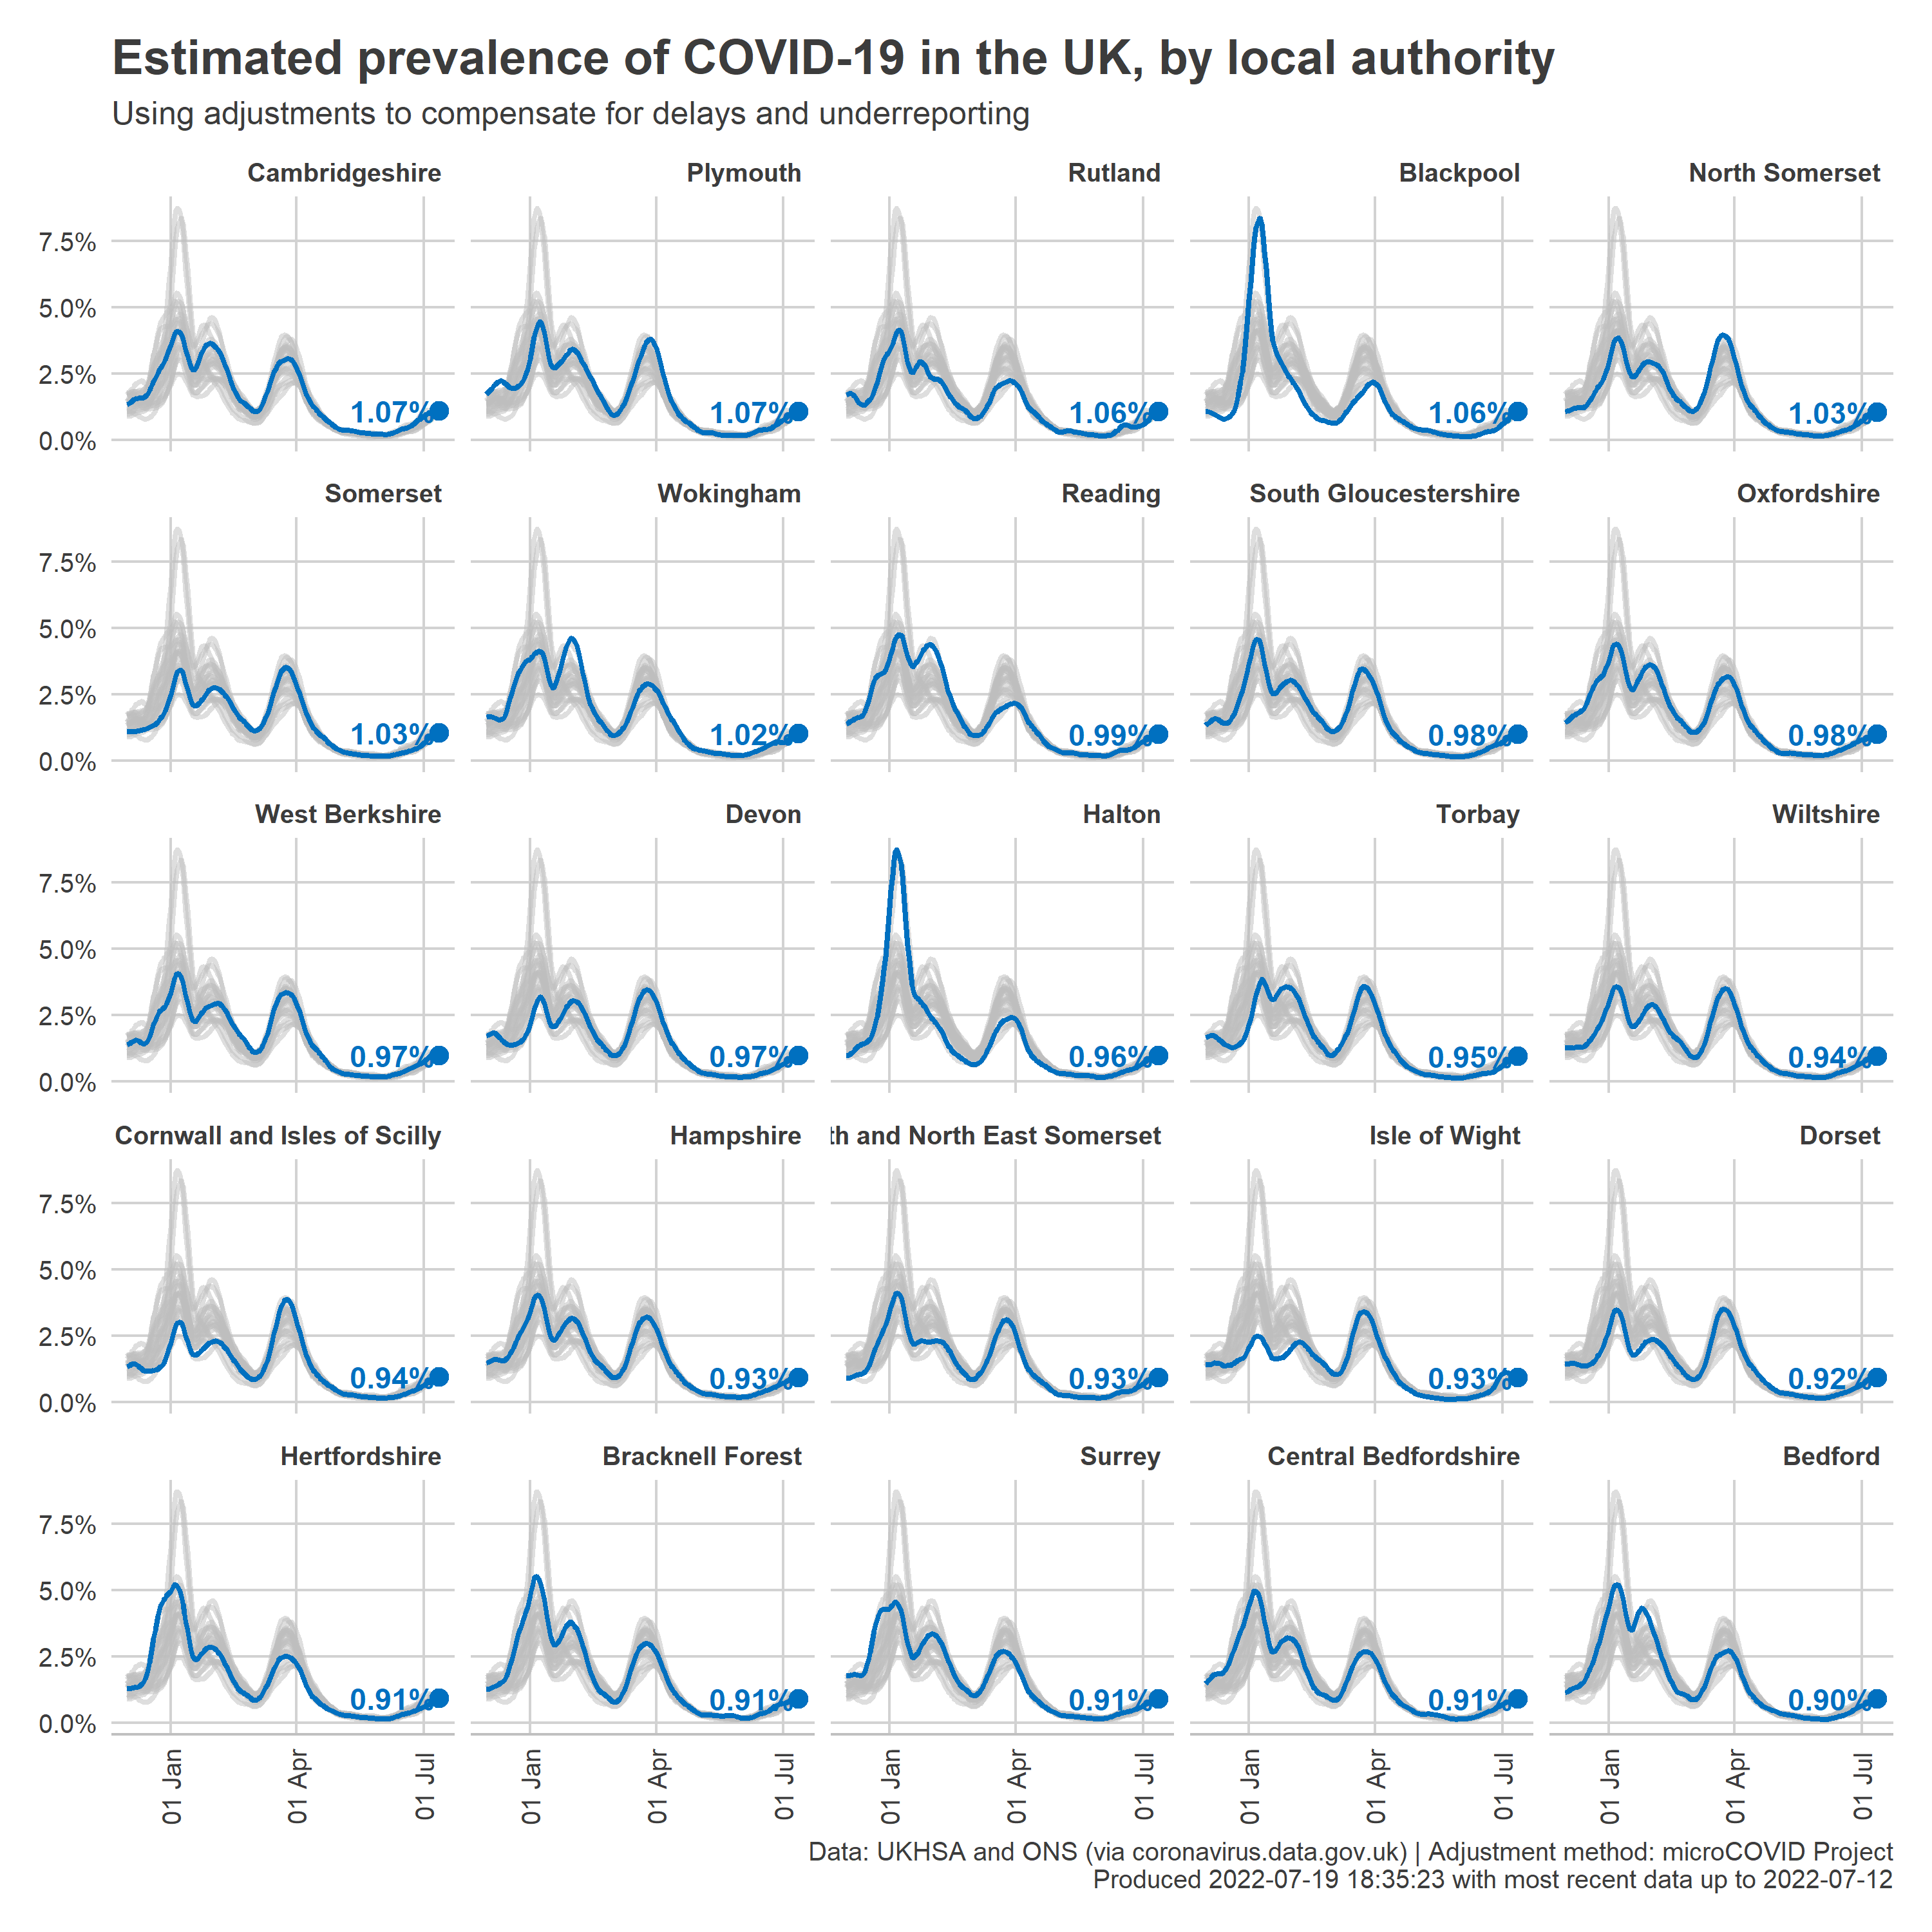 Estimated prevalence of COVID-19 in the UK, by local authority
Using adjustments to compensate for delays and underreporting
Cambridgeshire
Plymouth
Rutland
Blackpool
North Somerset
7.5%
5.0%
2.5%
0.0%
1.07%
1.07%
1.06%
1.06%
1.03%
Somerset
Wokingham
Reading
South Gloucestershire
Oxfordshire
7.5%
5.0%
2.5%
0.0%
1.03%
1.02%
0.99%
0.98%
0.98%
West Berkshire
Devon
Halton
Torbay
Wiltshire
7.5%
5.0%
2.5%
0.0%
0.97%
0.97%
0.96%
0.95%
0.94%
Cornwall and Isles of Scilly
Hampshire
th and North East Somerset
Isle of Wight
Dorset
7.5%
5.0%
2.5%
0.0%
0.94%
0.93%
0.93%
0.93%
0.92%
Hertfordshire
Bracknell Forest
Surrey
Central Bedfordshire
Bedford
7.5%
5.0%
2.5%
0.0%
0.91%
0.91%
0.91%
0.91%
0.90%
01 Jan
01 Apr
01 Jul
01 Jan
01 Apr
01 Jul
01 Jan
01 Apr
01 Jul
01 Jan
01 Apr
01 Jul
01 Jan
01 Apr
01 Jul
Data: UKHSA and ONS (via coronavirus.data.gov.uk) | Adjustment method: microCOVID Project
Produced 2022-07-19 18:35:23 with most recent data up to 2022-07-12